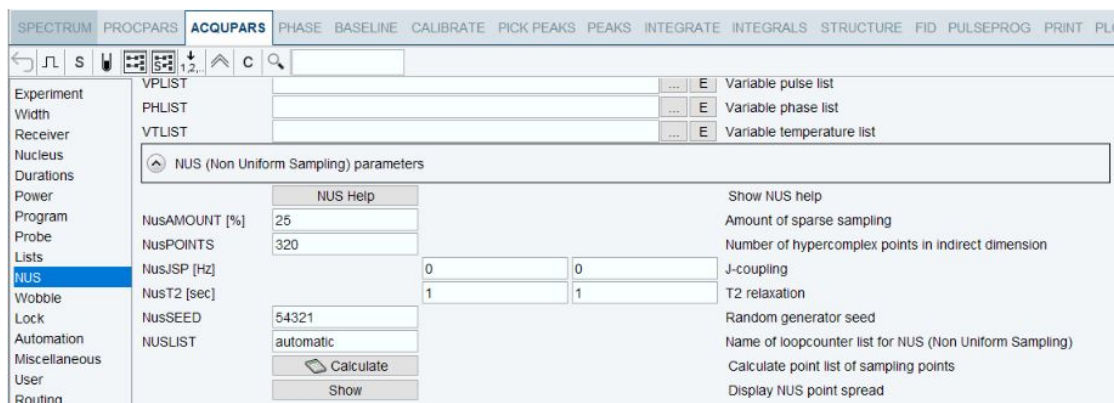 SPECTRUM PROCPARS ACQUPARS PHASE BASELINE CALIBRATE PICK PEAKS PEAKS INTEGRATE INTEGRALS STRUCTURE FID PULSEPROG PRINT
S 1,2,.. C
Experiment
Width
Receiver
Nucleus
Durations
Power
Program
Probe
Lists
NUS
Wobble
Lock
Automation
Miscellaneous
User
Routing
VPLIST ... E Variable pulse list
PHLIST ... E Variable phase list
VTLIST ... E Variable temperature list
NUS (Non Uniform Sampling) parameters
NUS Help Show NUS help
NusAMOUNT [%] 25 Amount of sparse sampling
NusPOINTS 320 Number of hypercomplex points in indirect dimension
NusJSP [Hz] 0 0 J-coupling
NusT2 [sec] 1 1 T2 relaxation
NusSEED 54321 Random generator seed
NUSLIST automatic Name of loopcounter list for NUS (Non Uniform Sampling)
Calculate Calculate point list of sampling points
Show Display NUS point spread